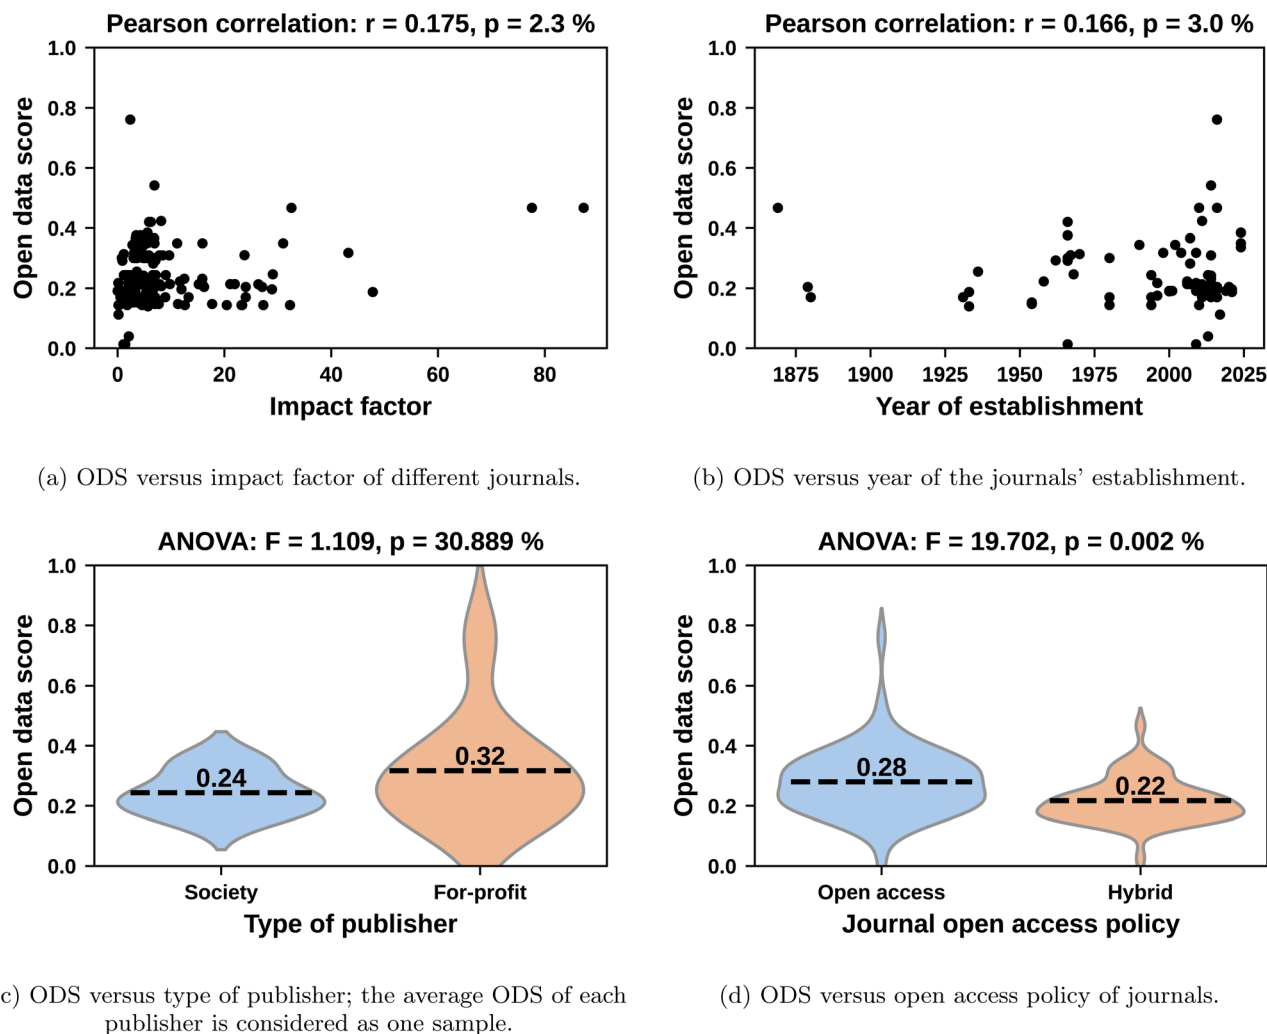 Pearson correlation: r = 0.175, p = 2.3 %
Open data score
1.0
0.8
0.6
0.4
0.2
0.0
0 20 40 60 80
Impact factor
(a) ODS versus impact factor of different journals.
Pearson correlation: r = 0.166, p = 3.0 %
Open data score
1.0
0.8
0.6
0.4
0.2
0.0
1875 1900 1925 1950 1975 2000 2025
Year of establishment
(b) ODS versus year of the journals' establishment.
ANOVA: F = 1.109, p = 30.889 %
Open data score
1.0
0.8
0.6
0.4
0.2
0.0
0.24
0.32
Society For-profit
Type of publisher
c) ODS versus type of publisher; the average ODS of each
publisher is considered as one sample.
ANOVA: F = 19.702, p = 0.002 %
Open data score
1.0
0.8
0.6
0.4
0.2
0.0
0.28
0.22
Open access Hybrid
Journal open access policy
(d) ODS versus open access policy of journals.